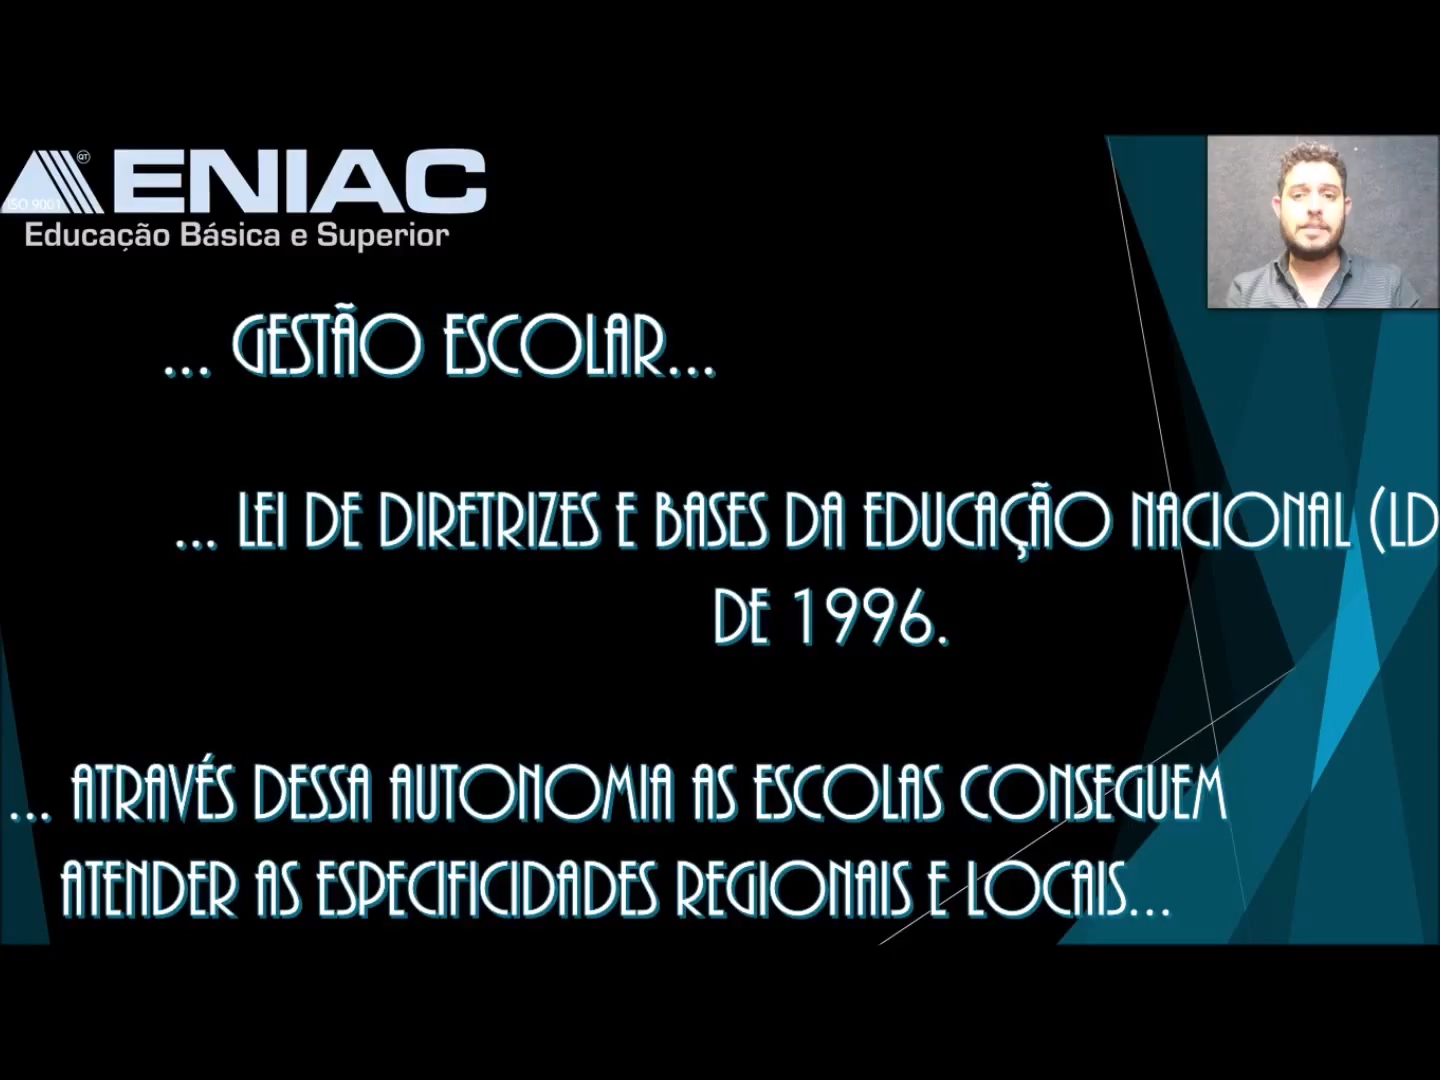 QT
ENIAC
ISO 9001
Educação Básica e Superior
... GESTÃO ESCOLAR...
... LEI DE DIRETRIZES E BASES DA EDUCAÇÃO NACIONAL (LD
DE 1996.
... ATRAVÉS DESSA AUTONOMIA AS ESCOLAS CONSEGUEM
ATENDER AS ESPECIFICIDADES REGIONAIS E LOCAIS...